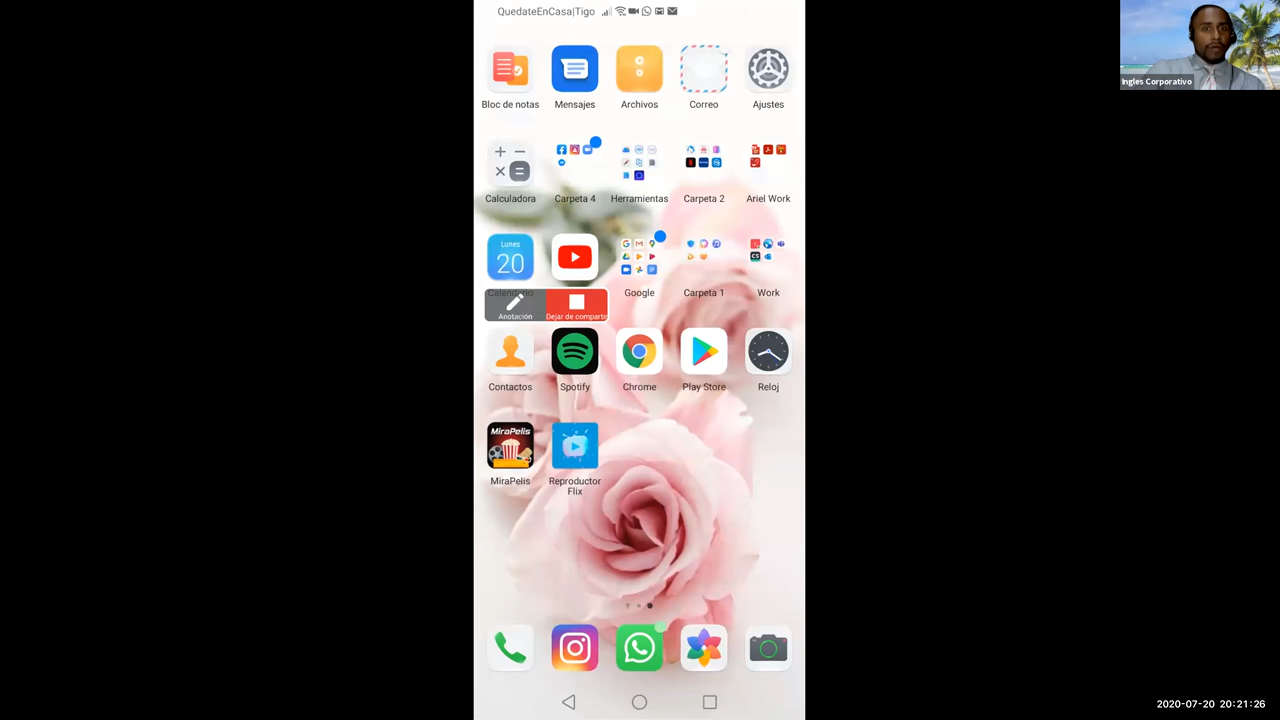 QuedateEnCasa|Tigo
Ingles Corporativo
Bloc de notas
Mensajes
Archivos
Correo
Ajustes
Calculadora
Carpeta 4
Herramientas
Carpeta 2
Ariel Work
Lunes
20
Calendario
Google
Carpeta 1
Work
Anotación
Dejar de compartir
Contactos
Spotify
Chrome
Play Store
Reloj
MiraPelis
MiraPelis
Reproductor
Flix
2020-07-20 20:21:26